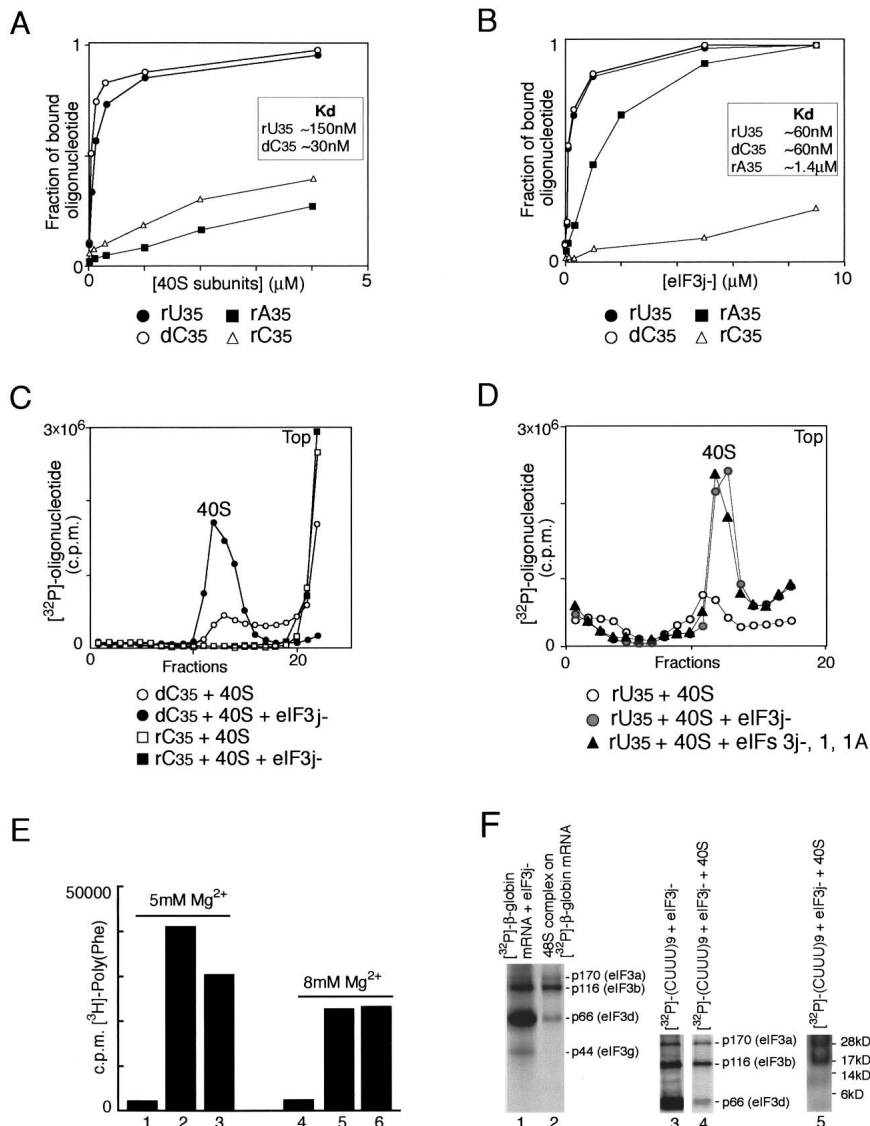 A
1
Fraction of bound
oligonucleotide
Kd
rU35 ~150nM
dC35 ~30nM
0
0
5
[40S subunits] (µM)
rU35 rA35
dC35 rC35
B
1
Fraction of bound
oligonucleotide
Kd
rU35 ~60nM
dC35 ~60nM
rA35 ~1.4µM
0
0
10
[eIF3j-] (µM)
rU35 rA35
dC35 rC35
C
3×10⁶
Top
[³²P]-oligonucleotide
(c.p.m.)
40S
0
0
20
Fractions
dC35 + 40S
dC35 + 40S + eIF3j-
rC35 + 40S
rC35 + 40S + eIF3j-
D
3×10⁶
Top
[³²P]-oligonucleotide
(c.p.m.)
40S
0
0
20
Fractions
rU35 + 40S
rU35 + 40S + eIF3j-
rU35 + 40S + eIFs 3j-, 1, 1A
E
50000
5mM Mg²⁺
8mM Mg²⁺
c.p.m. [³H]-Poly(Phe)
0
1 2 3 4 5 6
F
[³²P]-β-globin
mRNA + eIF3j-
48S complex on
[³²P]-β-globin mRNA
p170 (eIF3a)
p116 (eIF3b)
p66 (eIF3d)
p44 (eIF3g)
1 2
[³²P]-(CUUU)9 + eIF3j-
[³²P]-(CUUU)9 + eIF3j- + 40S
p170 (eIF3a)
p116 (eIF3b)
p66 (eIF3d)
3 4
[³²P]-(CUUU)9 + eIF3j- + 40S
28kD
17kD
14kD
6kD
5